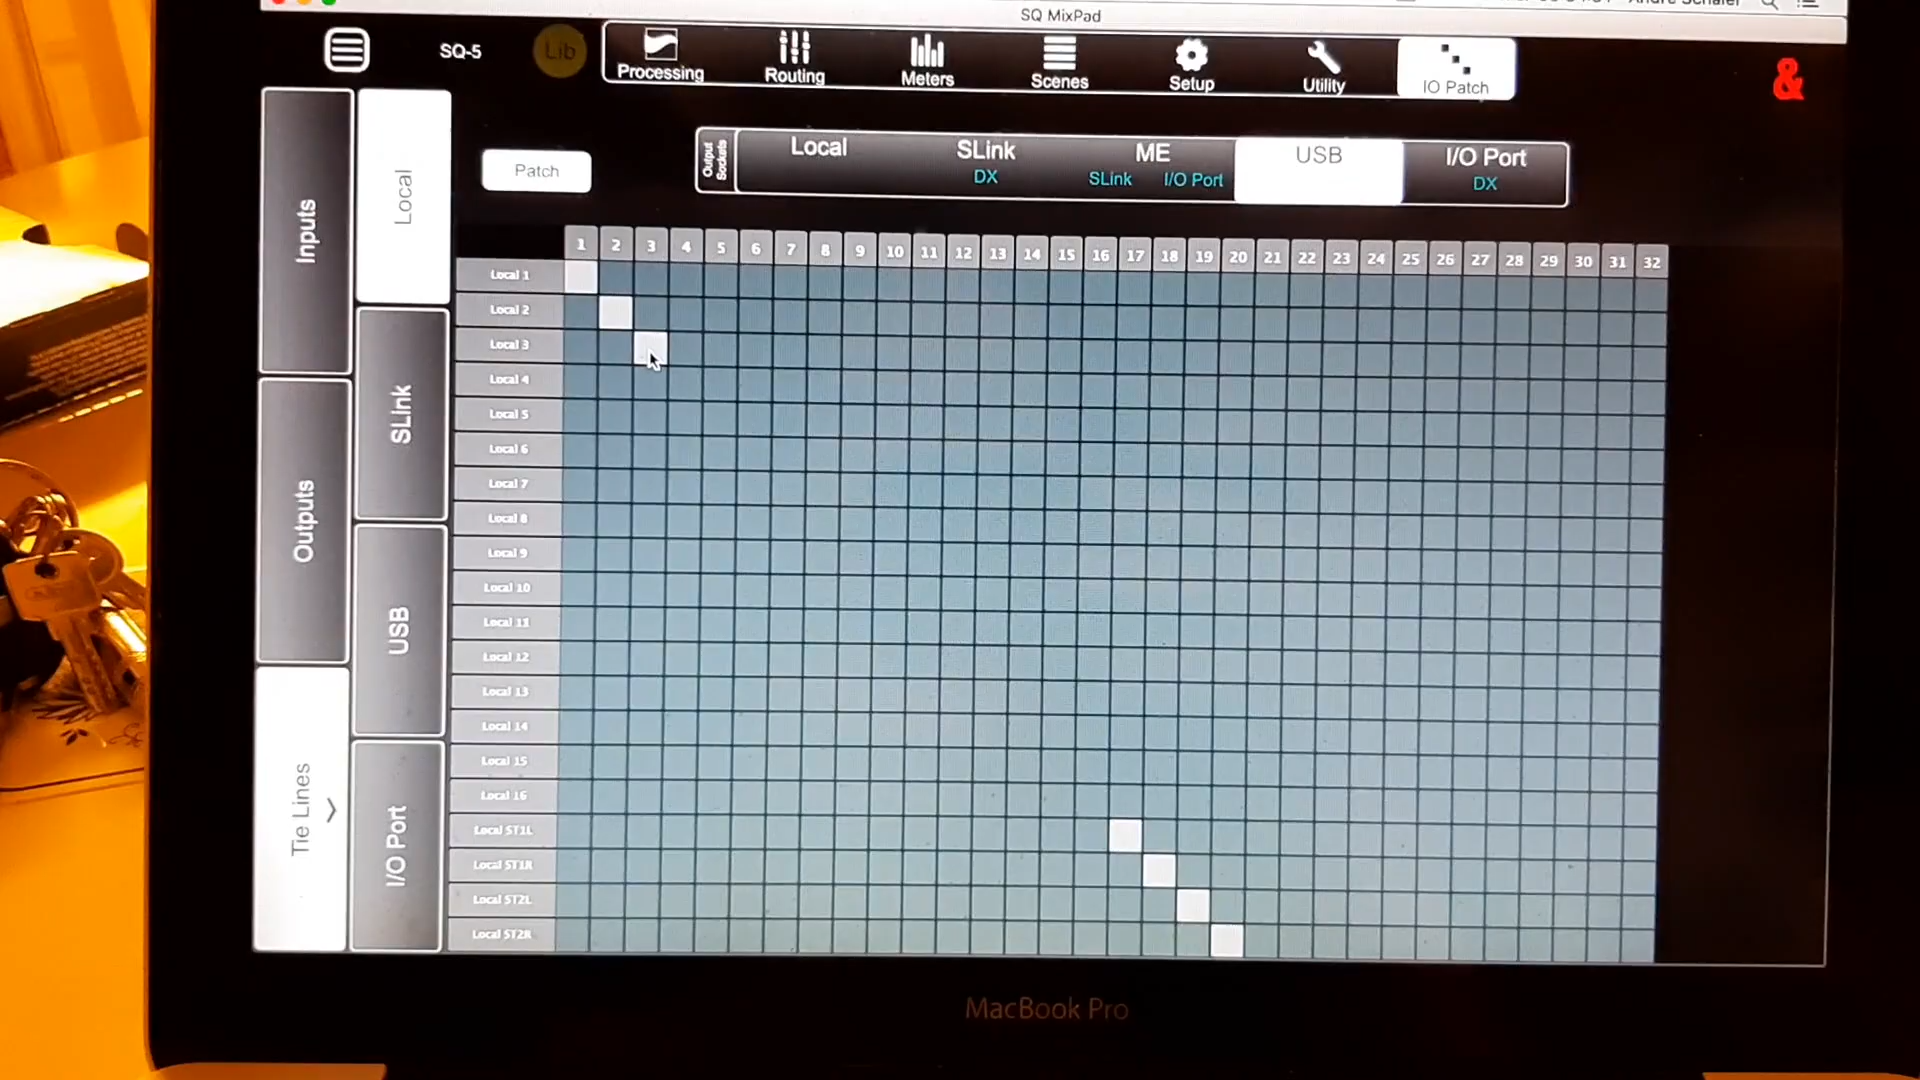 SQ MixPad
SQ-5
Lib
Processing
Routing
Meters
Scenes
Setup
Utility
IO Patch
&
Patch
Output
Sockets
Local
SLink
DX
ME
SLink I/O Port
USB
I/O Port
DX
Inputs
Outputs
Tie Lines
Local
SLink
USB
I/O Port
1 2 3 4 5 6 7 8 9 10 11 12 13 14 15 16 17 18 19 20 21 22 23 24 25 26 27 28 29 30 31 32
Local 1
Local 2
Local 3
Local 4
Local 5
Local 6
Local 7
Local 8
Local 9
Local 10
Local 11
Local 12
Local 13
Local 14
Local 15
Local 16
Local ST1L
Local ST1R
Local ST2L
Local ST2R
MacBook Pro